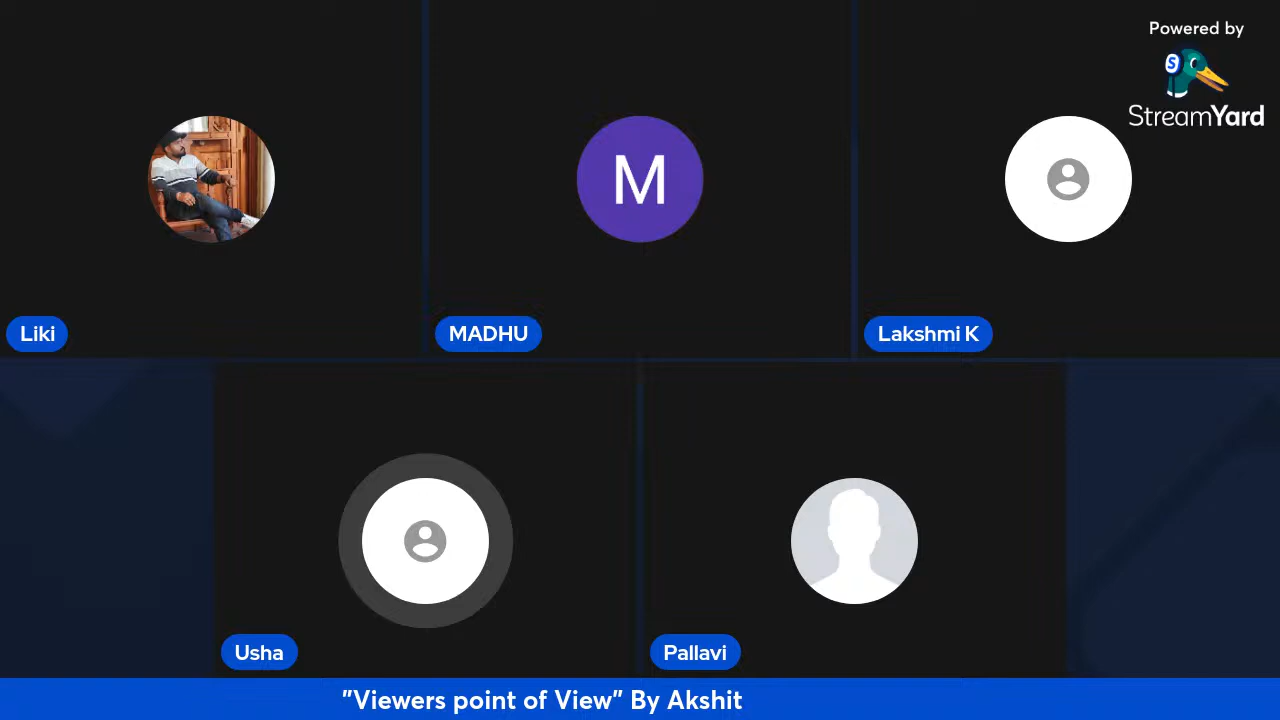 Powered by
S
StreamYard
M
Liki
MADHU
Lakshmi K
Usha
Pallavi
"Viewers point of View" By Akshit